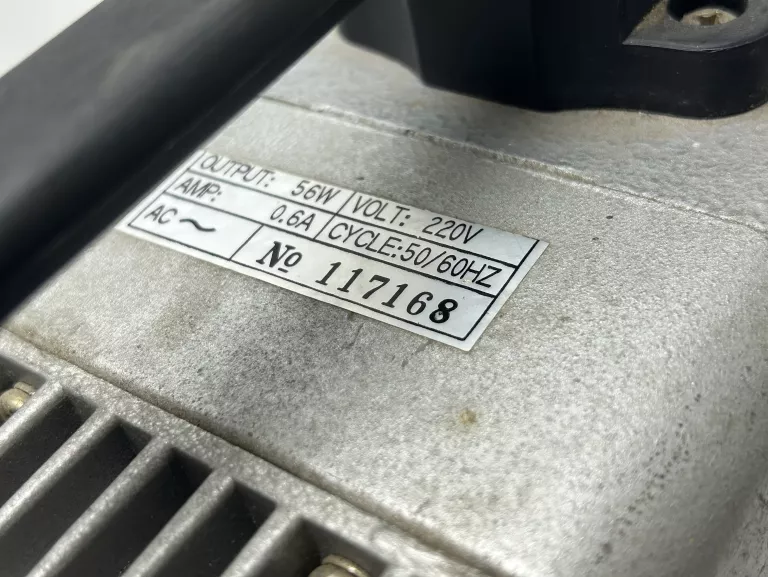 OUTPUT: 56W VOLT: 220V
AMP: 0.6A CYCLE:50/60HZ
AC ~ No 117168